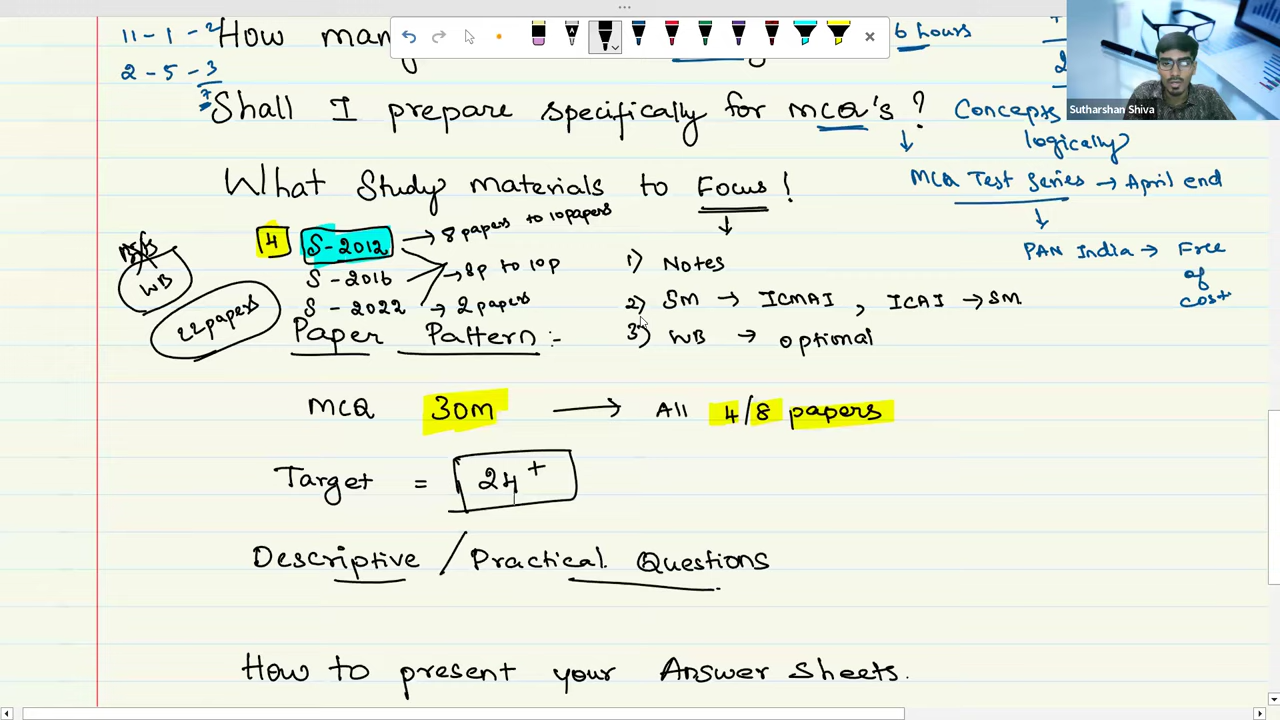 11 - 1 - 2
How man
6 hours
2 - 5 - 3
7
Sutharshan Shiva
Shall I prepare specifically for MCQ's ?
Concepts
logically
What Study materials to Focus !
MCQ Test Series → April end
PAN India → Free of cost
4 S-2012 → 8 papers to 10 papers
S - 2016 → 8p to 10p
S - 2022 → 2 papers
WB
22 papers
1) Notes
2) SM → ICMAI , ICAI → SM
3) WB → optional
Paper Pattern :-
MCQ 30m → All 4/8 papers
Target = 24+
Descriptive / Practical Questions
How to present your Answer Sheets.